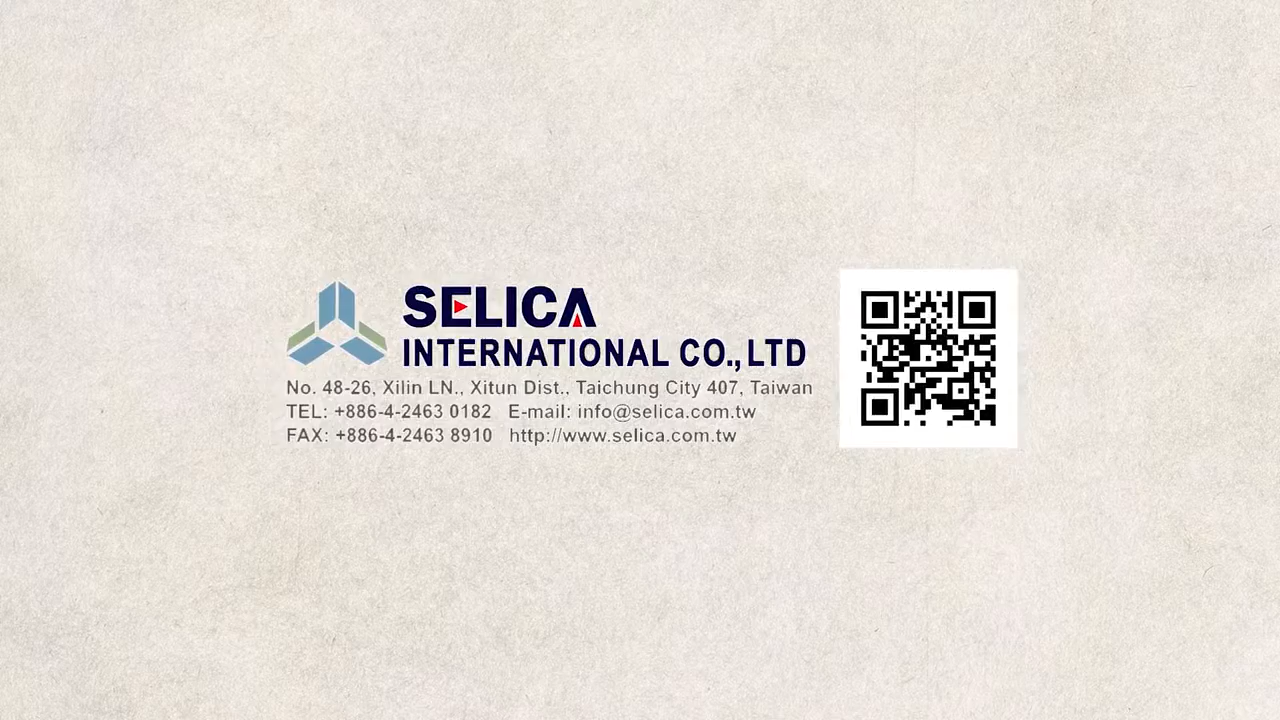 SELICA
INTERNATIONAL CO., LTD
No. 48-26, Xilin LN., Xitun Dist., Taichung City 407, Taiwan
TEL: +886-4-2463 0182 E-mail: info@selica.com.tw
FAX: +886-4-2463 8910 http://www.selica.com.tw